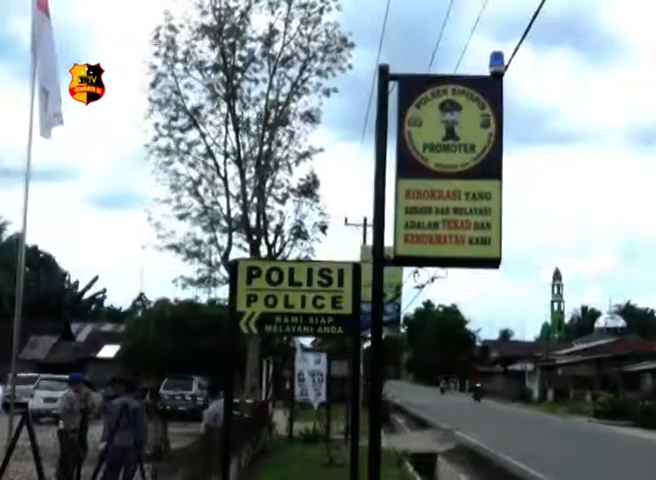 POLSEK SIPISPIS
PROMOTER
BIROKRASI YANG
BERSIH DAN MELAYANI
ADALAH TEKAD DAN
KEHORMATAN KAMI
POLISI
POLICE
KAMI SIAP
MELAYANI ANDA